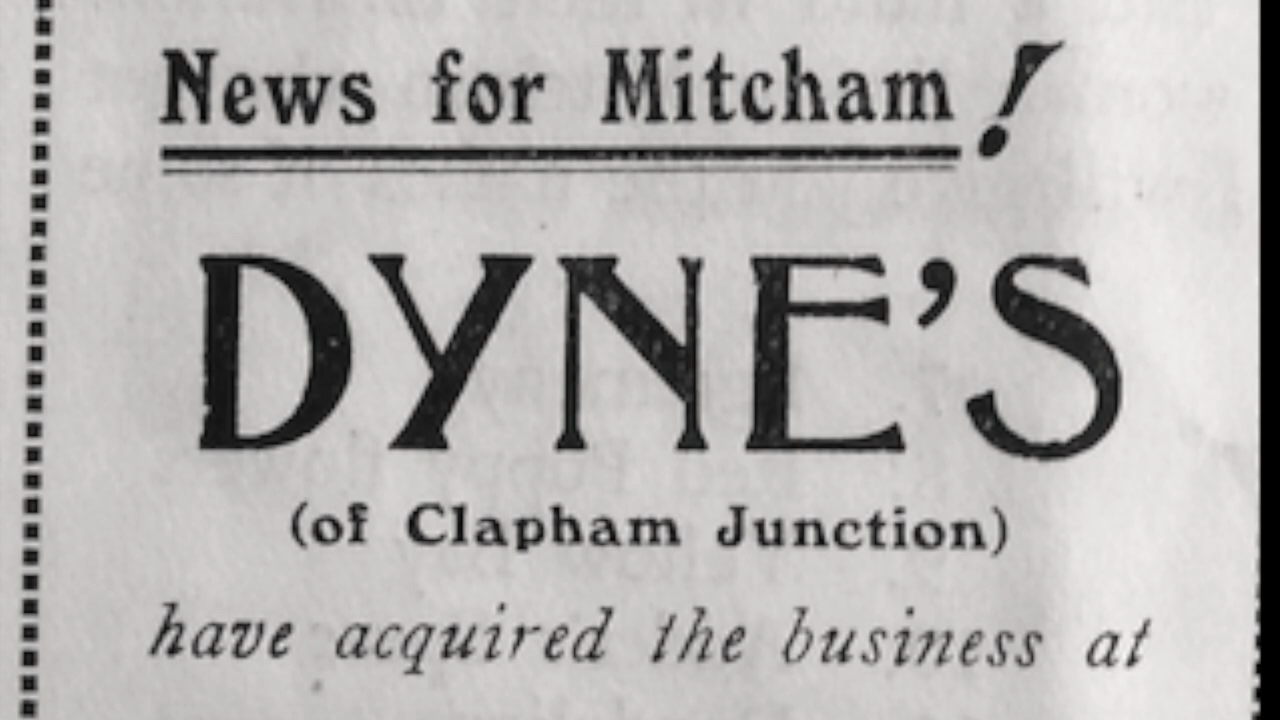 News for Mitcham!
DYNE'S
(of Clapham Junction)
have acquired the business at